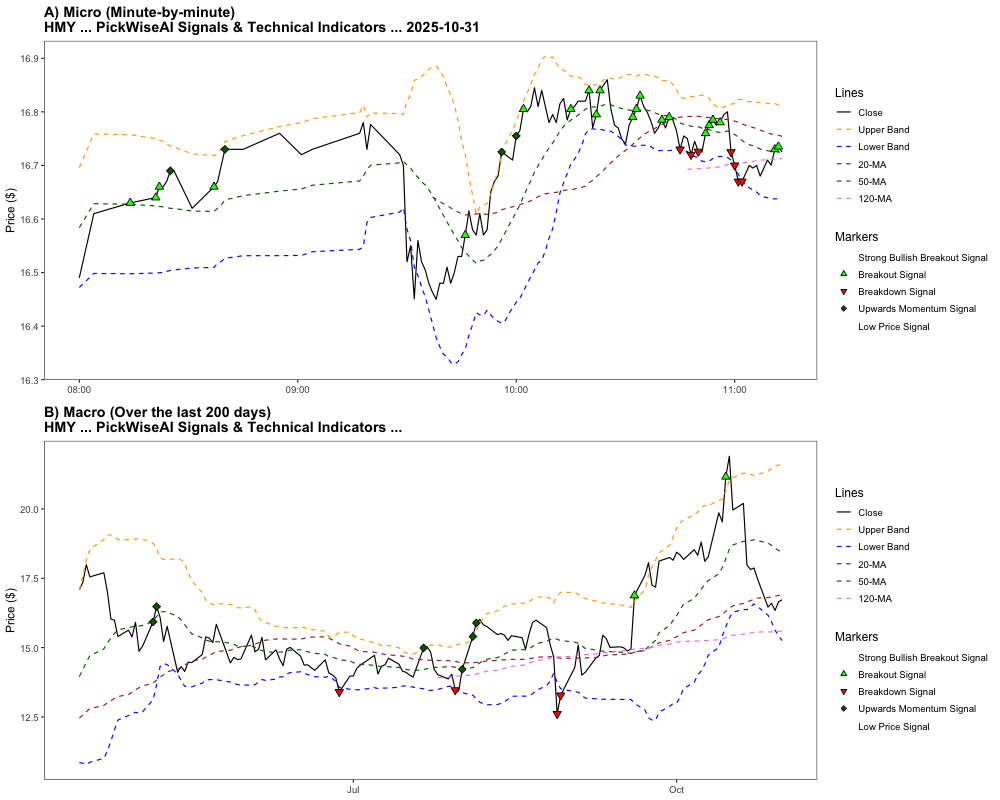 A) Micro (Minute-by-minute)
HMY ... PickWiseAI Signals & Technical Indicators ... 2025-10-31
Price ($)
16.9
16.8
16.7
16.6
16.5
16.4
16.3
08:00
09:00
10:00
11:00
Lines
Close
Upper Band
Lower Band
20-MA
50-MA
120-MA
Markers
Strong Bullish Breakout Signal
Breakout Signal
Breakdown Signal
Upwards Momentum Signal
Low Price Signal
B) Macro (Over the last 200 days)
HMY ... PickWiseAI Signals & Technical Indicators ...
Price ($)
20.0
17.5
15.0
12.5
Jul
Oct
Lines
Close
Upper Band
Lower Band
20-MA
50-MA
120-MA
Markers
Strong Bullish Breakout Signal
Breakout Signal
Breakdown Signal
Upwards Momentum Signal
Low Price Signal